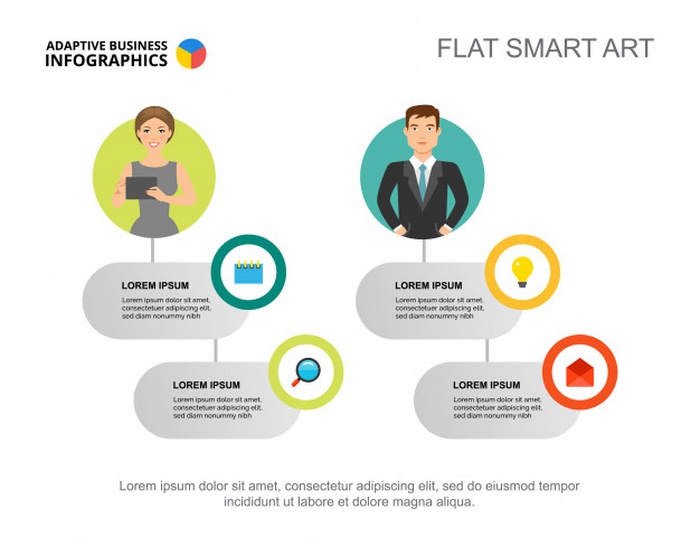 ADAPTIVE BUSINESS
INFOGRAPHICS
FLAT SMART ART
LOREM IPSUM
Lorem ipsum dolor sit amet,
consectetuer adipiscing elit,
sed diam nonummy nibh
LOREM IPSUM
Lorem ipsum dolor sit amet,
consectetuer adipiscing elit,
sed diam nonummy nibh
LOREM IPSUM
Lorem ipsum dolor sit amet,
consectetuer adipiscing elit.
sed diam nonummy nibh
LOREM IPSUM
Lorem ipsum dolor sit amet,
consectetuer adipiscing elit.
sed diam nonummy nibh
Lorem ipsum dolor sit amet, consectetur adipiscing elit, sed do eiusmod tempor
incididunt ut labore et dolore magna aliqua.